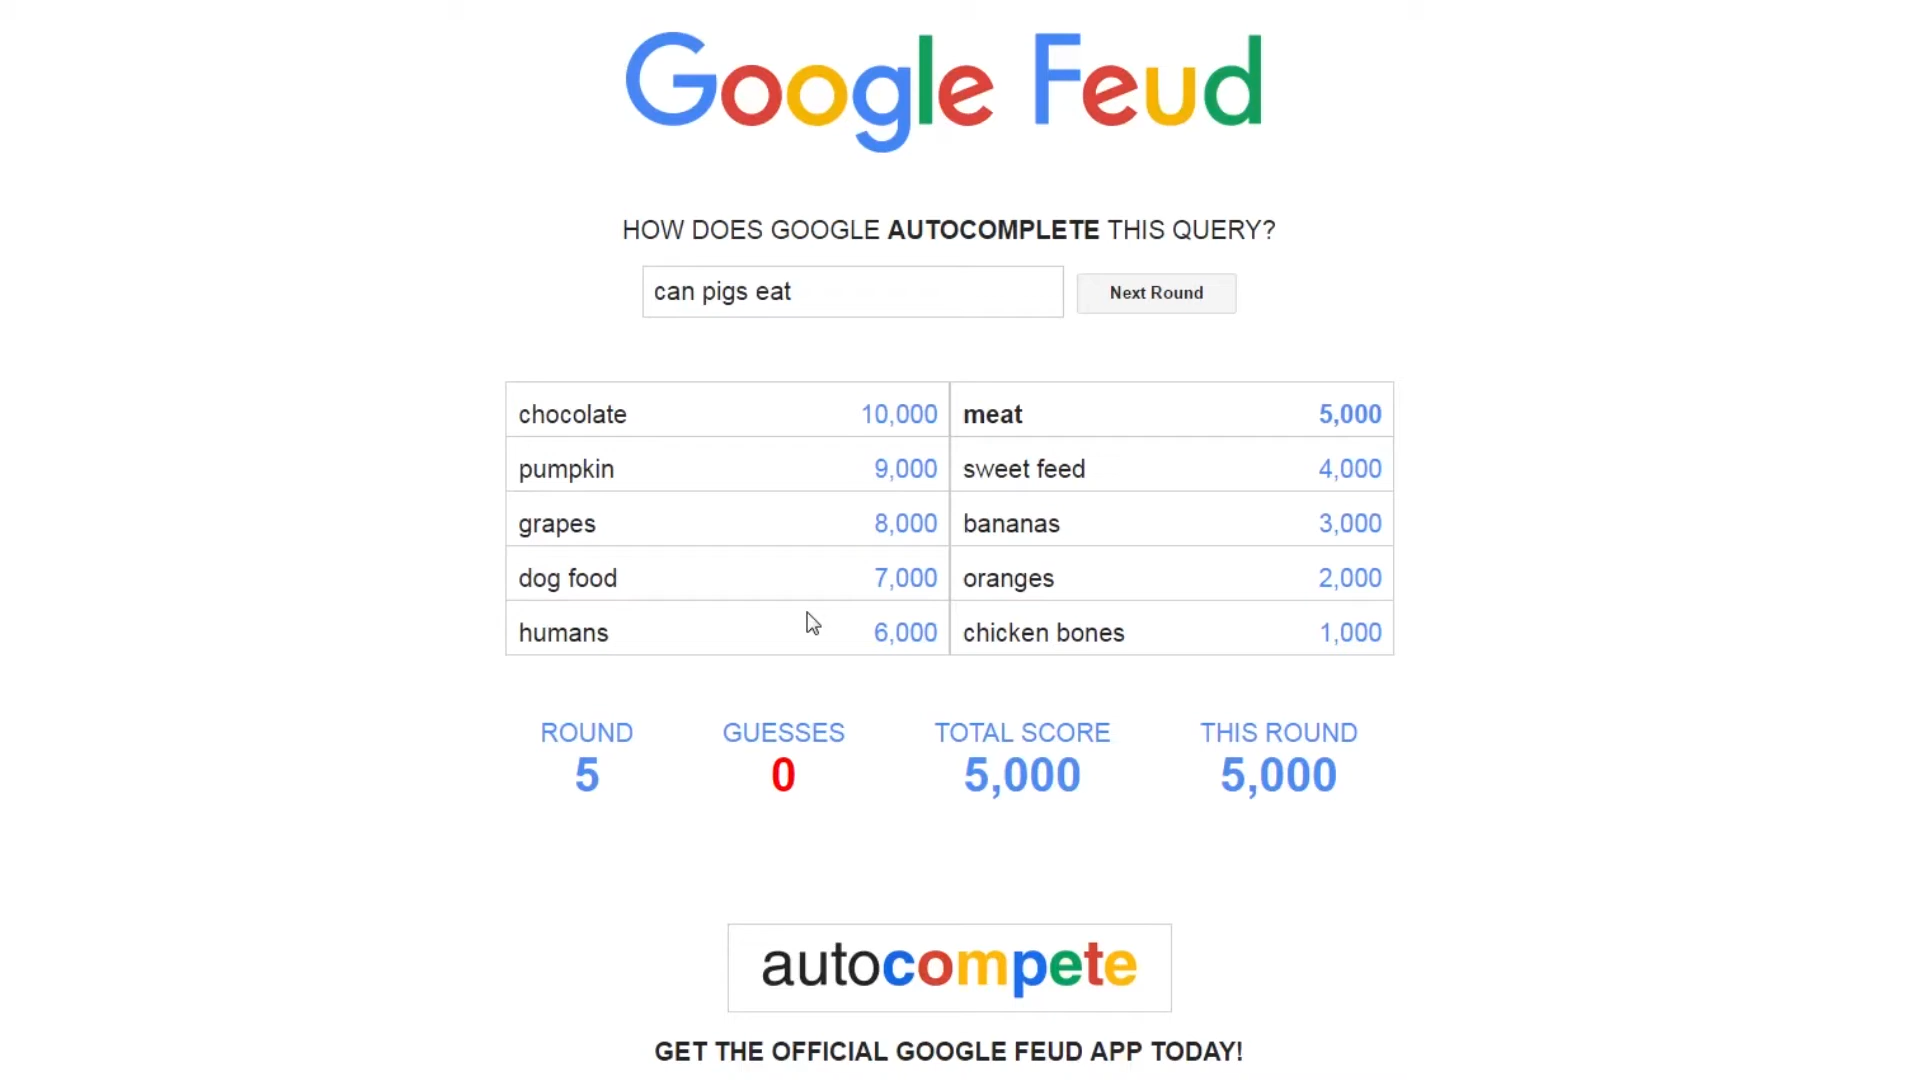 Google Feud
HOW DOES GOOGLE AUTOCOMPLETE THIS QUERY?
can pigs eat
Next Round
chocolate 10,000 meat 5,000
pumpkin 9,000 sweet feed 4,000
grapes 8,000 bananas 3,000
dog food 7,000 oranges 2,000
humans 6,000 chicken bones 1,000
ROUND GUESSES TOTAL SCORE THIS ROUND
5 0 5,000 5,000
autocompete
GET THE OFFICIAL GOOGLE FEUD APP TODAY!